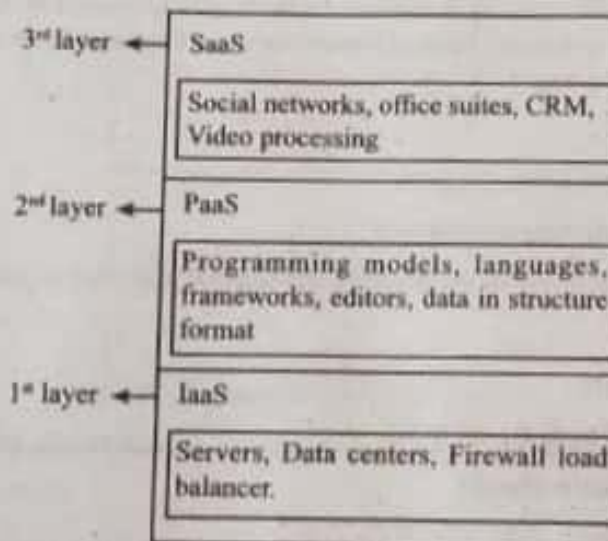 3rd layer
SaaS
Social networks, office suites, CRM,
Video processing
2nd layer
PaaS
Programming models, languages,
frameworks, editors, data in structure
format
1st layer
IaaS
Servers, Data centers, Firewall load
balancer.